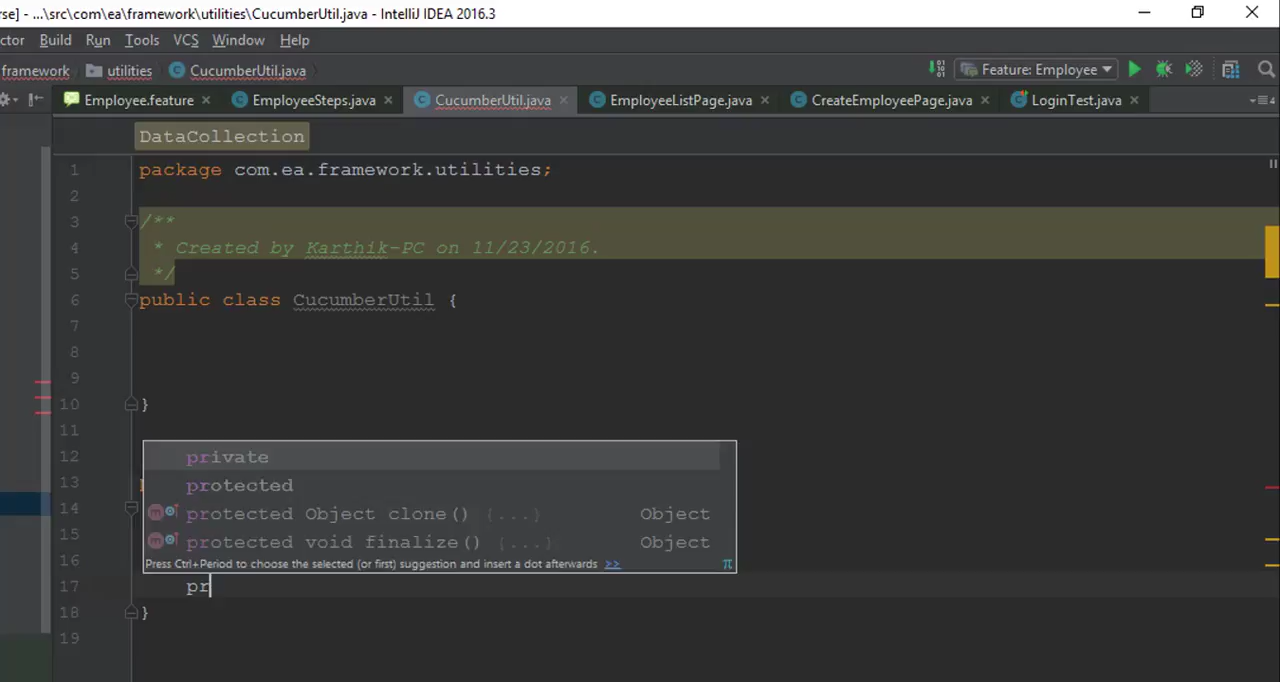 rse] - ...\src\com\ea\framework\utilities\CucumberUtil.java - IntelliJ IDEA 2016.3
ctor Build Run Tools VCS Window Help
framework utilities CucumberUtil.java Feature: Employee
Employee.feature EmployeeSteps.java CucumberUtil.java EmployeeListPage.java CreateEmployeePage.java LoginTest.java
DataCollection
1 package com.ea.framework.utilities;
2
3 /**
4 * Created by Karthik-PC on 11/23/2016.
5 */
6 public class CucumberUtil {
7
8
9
10 }
11
12 private
13 protected
14 protected Object clone() {...} Object
15 protected void finalize() {...} Object
16 Press Ctrl+Period to choose the selected (or first) suggestion and insert a dot afterwards >> π
17 pr
18 }
19